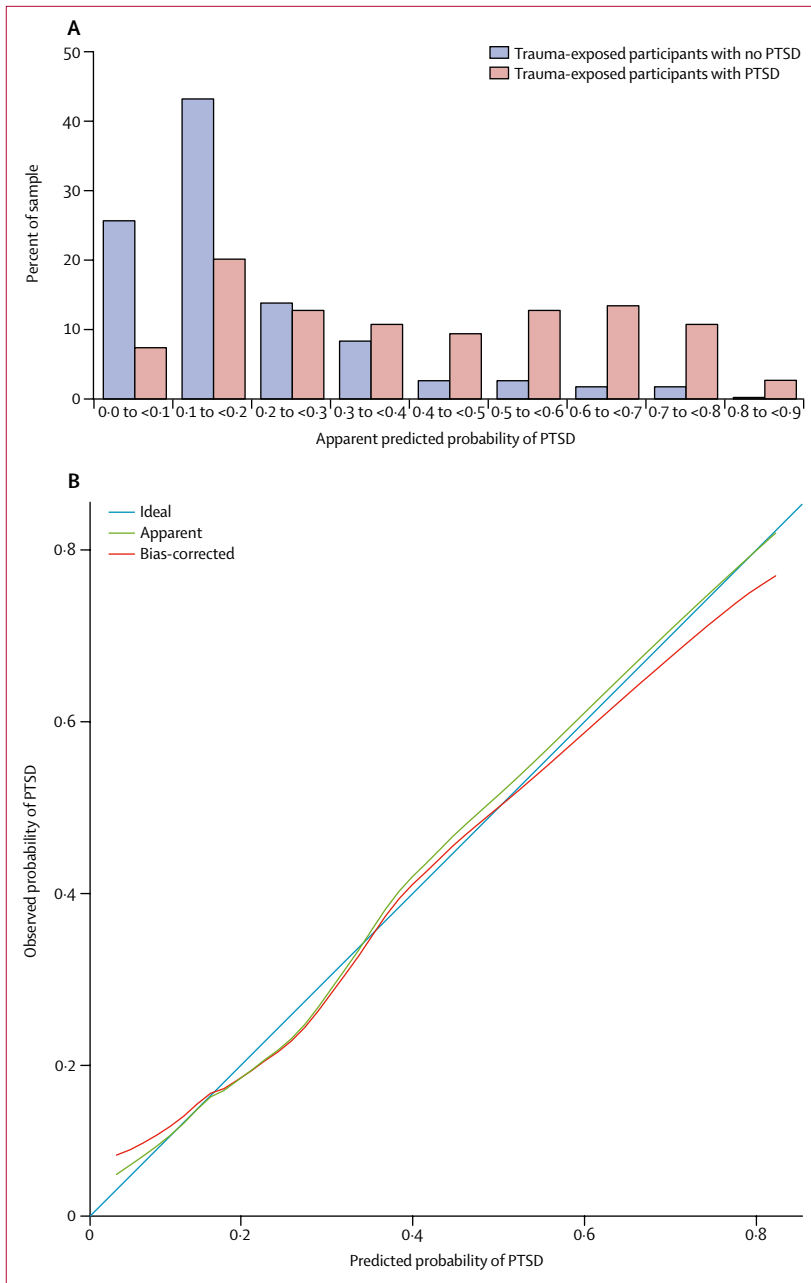 A
50
40
30
20
10
0
Percent of sample
Trauma-exposed participants with no PTSD
Trauma-exposed participants with PTSD
0·0 to <0·1 0·1 to <0·2 0·2 to <0·3 0·3 to <0·4 0·4 to <0·5 0·5 to <0·6 0·6 to <0·7 0·7 to <0·8 0·8 to <0·9
Apparent predicted probability of PTSD
B
Ideal
Apparent
Bias-corrected
0·8
0·6
0·4
0·2
0
Observed probability of PTSD
0 0·2 0·4 0·6 0·8
Predicted probability of PTSD